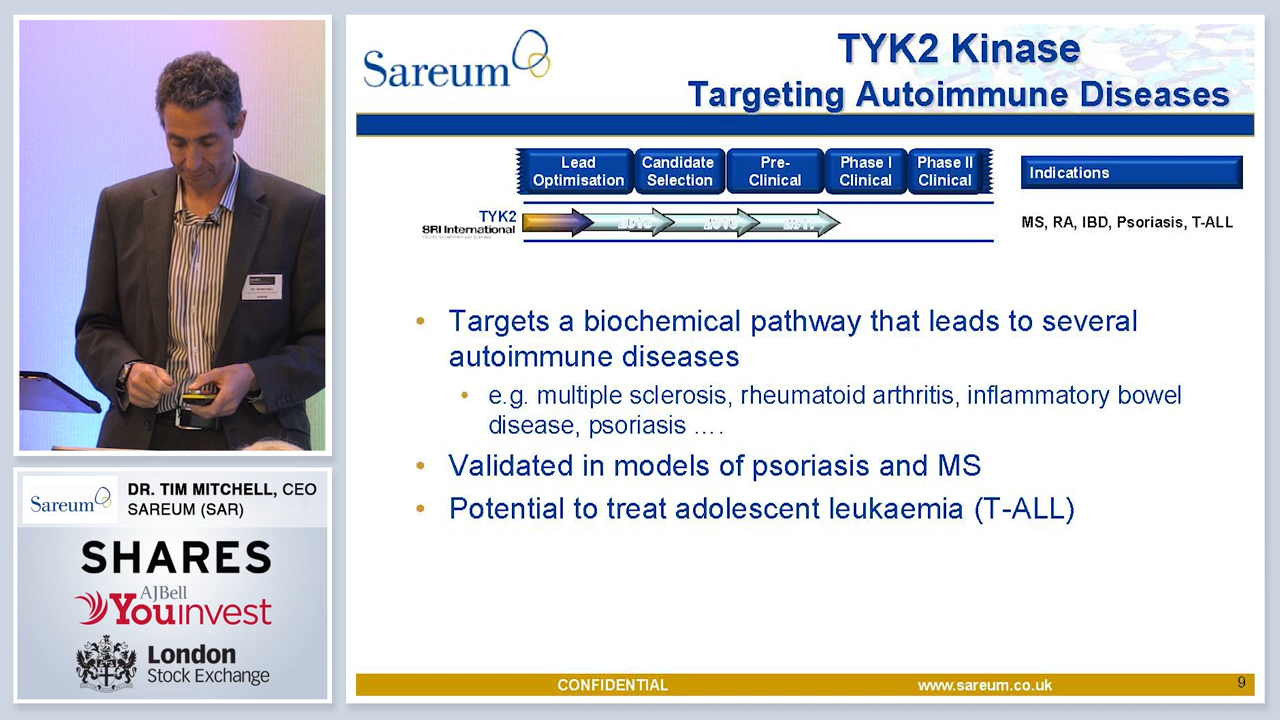 Sareum
TYK2 Kinase
Targeting Autoimmune Diseases
Lead
Optimisation
Candidate
Selection
Pre-
Clinical
Phase I
Clinical
Phase II
Clinical
Indications
TYK2
SRI International
MS, RA, IBD, Psoriasis, T-ALL
• Targets a biochemical pathway that leads to several
autoimmune diseases
• e.g. multiple sclerosis, rheumatoid arthritis, inflammatory bowel
disease, psoriasis ….
• Validated in models of psoriasis and MS
• Potential to treat adolescent leukaemia (T-ALL)
CONFIDENTIAL
www.sareum.co.uk
9
DR. TIM MITCHELL
Sareum
DR. TIM MITCHELL, CEO
SAREUM (SAR)
SHARES
AJBell
Youinvest
London
Stock Exchange